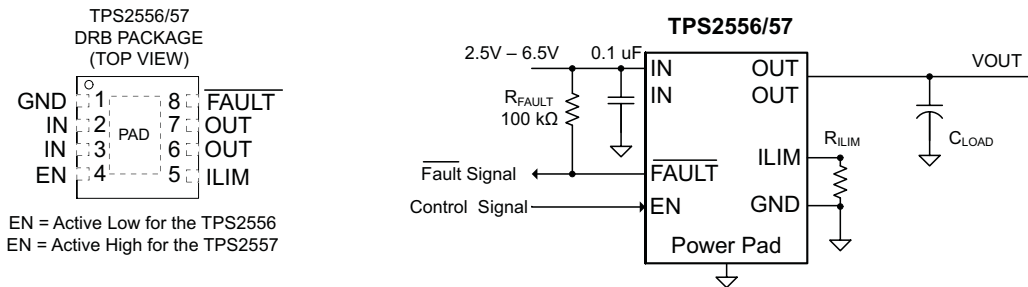 TPS2556/57
DRB PACKAGE
(TOP VIEW)
GND 1 8 FAULT
IN 2 PAD 7 OUT
IN 3 6 OUT
EN 4 5 ILIM
EN = Active Low for the TPS2556
EN = Active High for the TPS2557
TPS2556/57
2.5V – 6.5V 0.1 uF
IN OUT VOUT
IN OUT
RFAULT
100 kΩ
RILIM
CLOAD
ILIM
Fault Signal FAULT
Control Signal EN GND
Power Pad